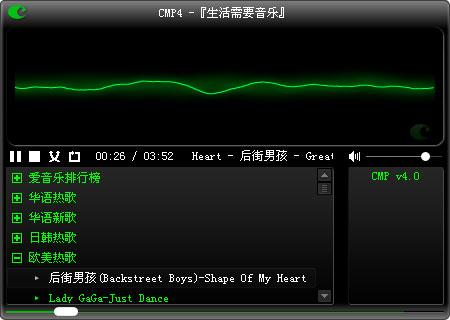 CMP4 -『生活需要音乐』
00:26 / 03:52 Heart - 后街男孩 - Great
爱音乐排行榜
CMP v4.0
华语热歌
华语新歌
日韩热歌
欧美热歌
后街男孩(Backstreet Boys)-Shape Of My Heart
Lady GaGa-Just Dance